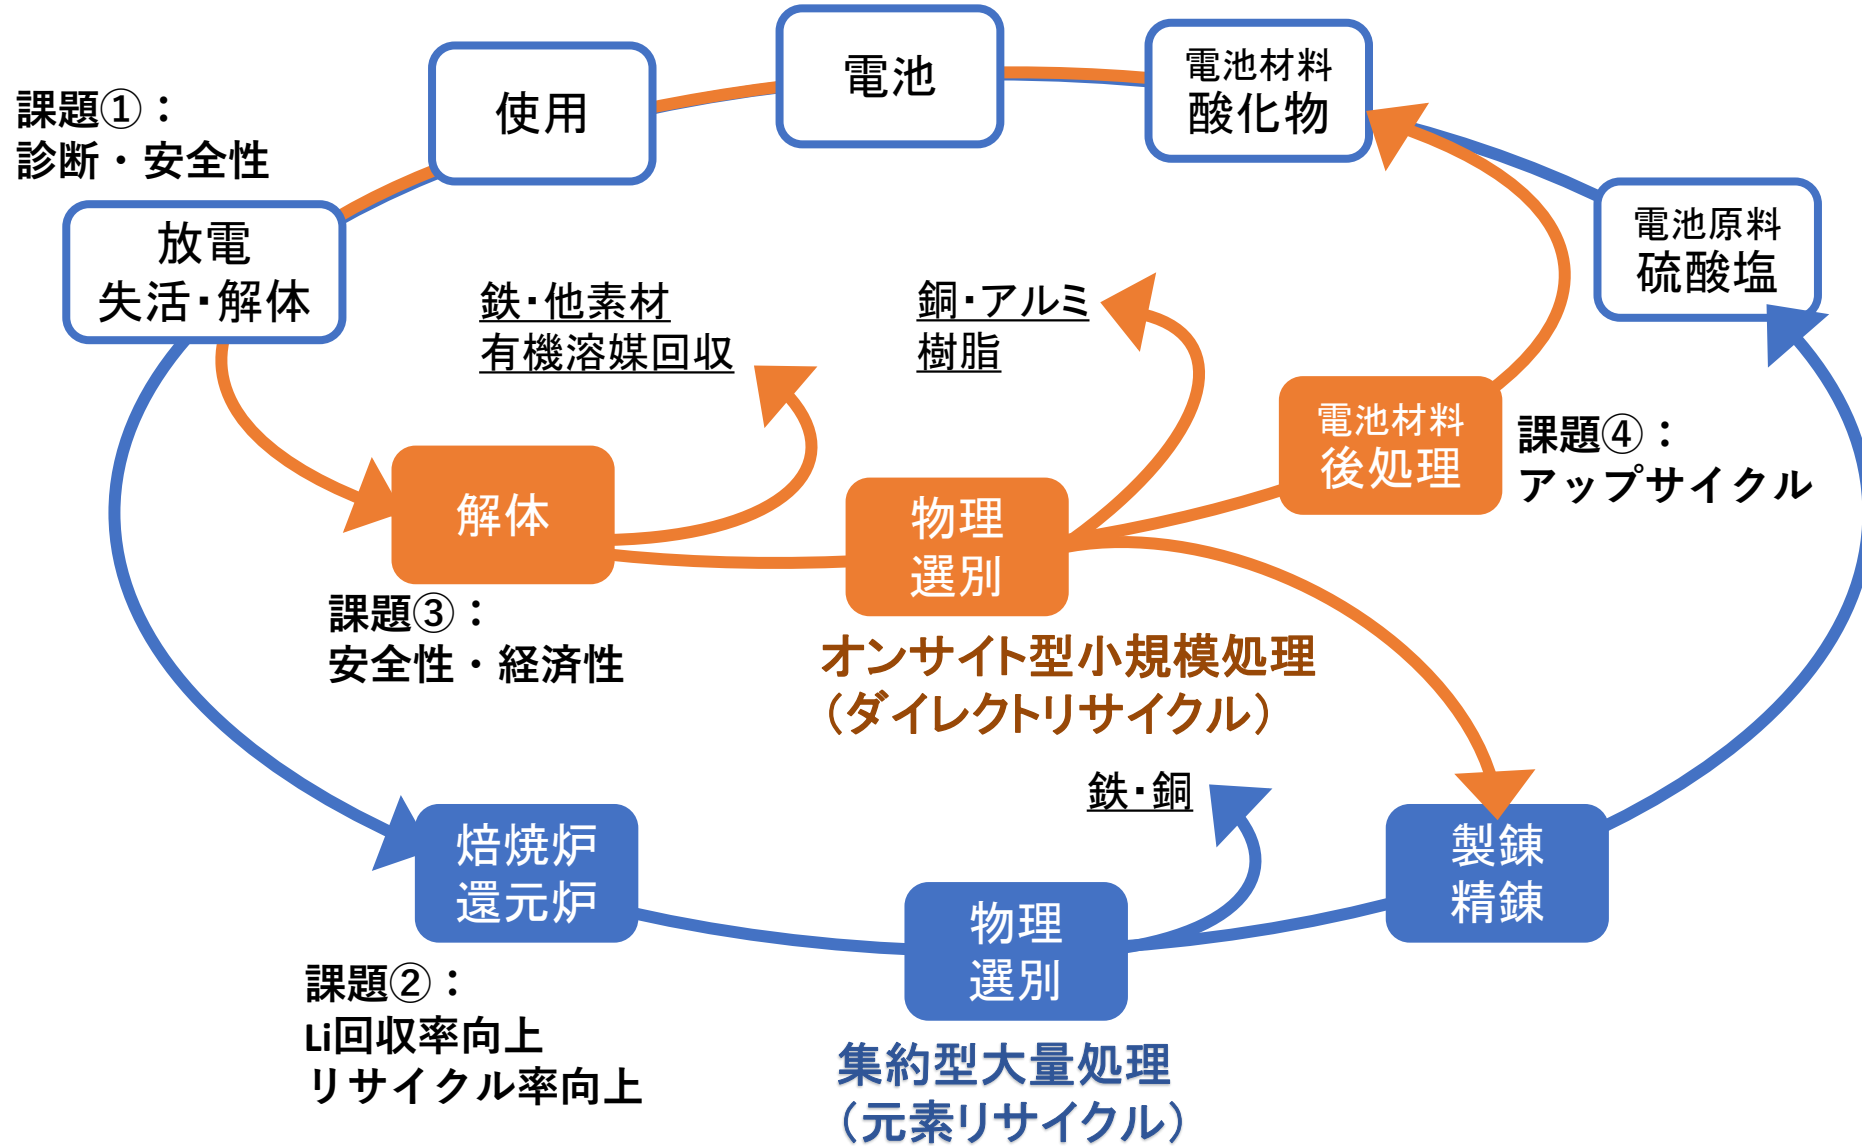 電池
使用
電池材料
酸化物
課題①：
診断・安全性
放電
失活･解体
電池原料
硫酸塩
鉄･他素材
有機溶媒回収
銅･アルミ
樹脂
電池材料
後処理
課題④：
アップサイクル
解体
物理
選別
課題③：
安全性・経済性
オンサイト型小規模処理
（ダイレクトリサイクル）
鉄･銅
焙焼炉
還元炉
製錬
精錬
物理
選別
課題②：
Li回収率向上
リサイクル率向上
集約型大量処理
（元素リサイクル）